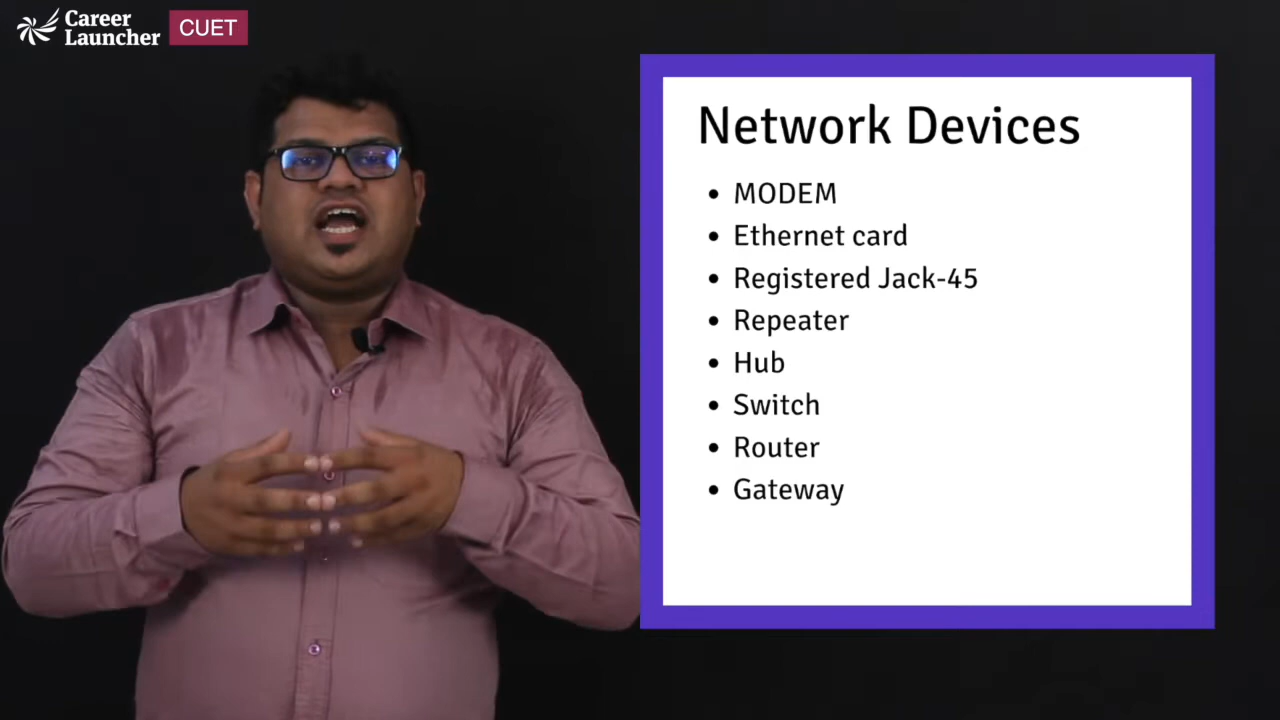 Career
Launcher
CUET
Network Devices
• MODEM
• Ethernet card
• Registered Jack-45
• Repeater
• Hub
• Switch
• Router
• Gateway